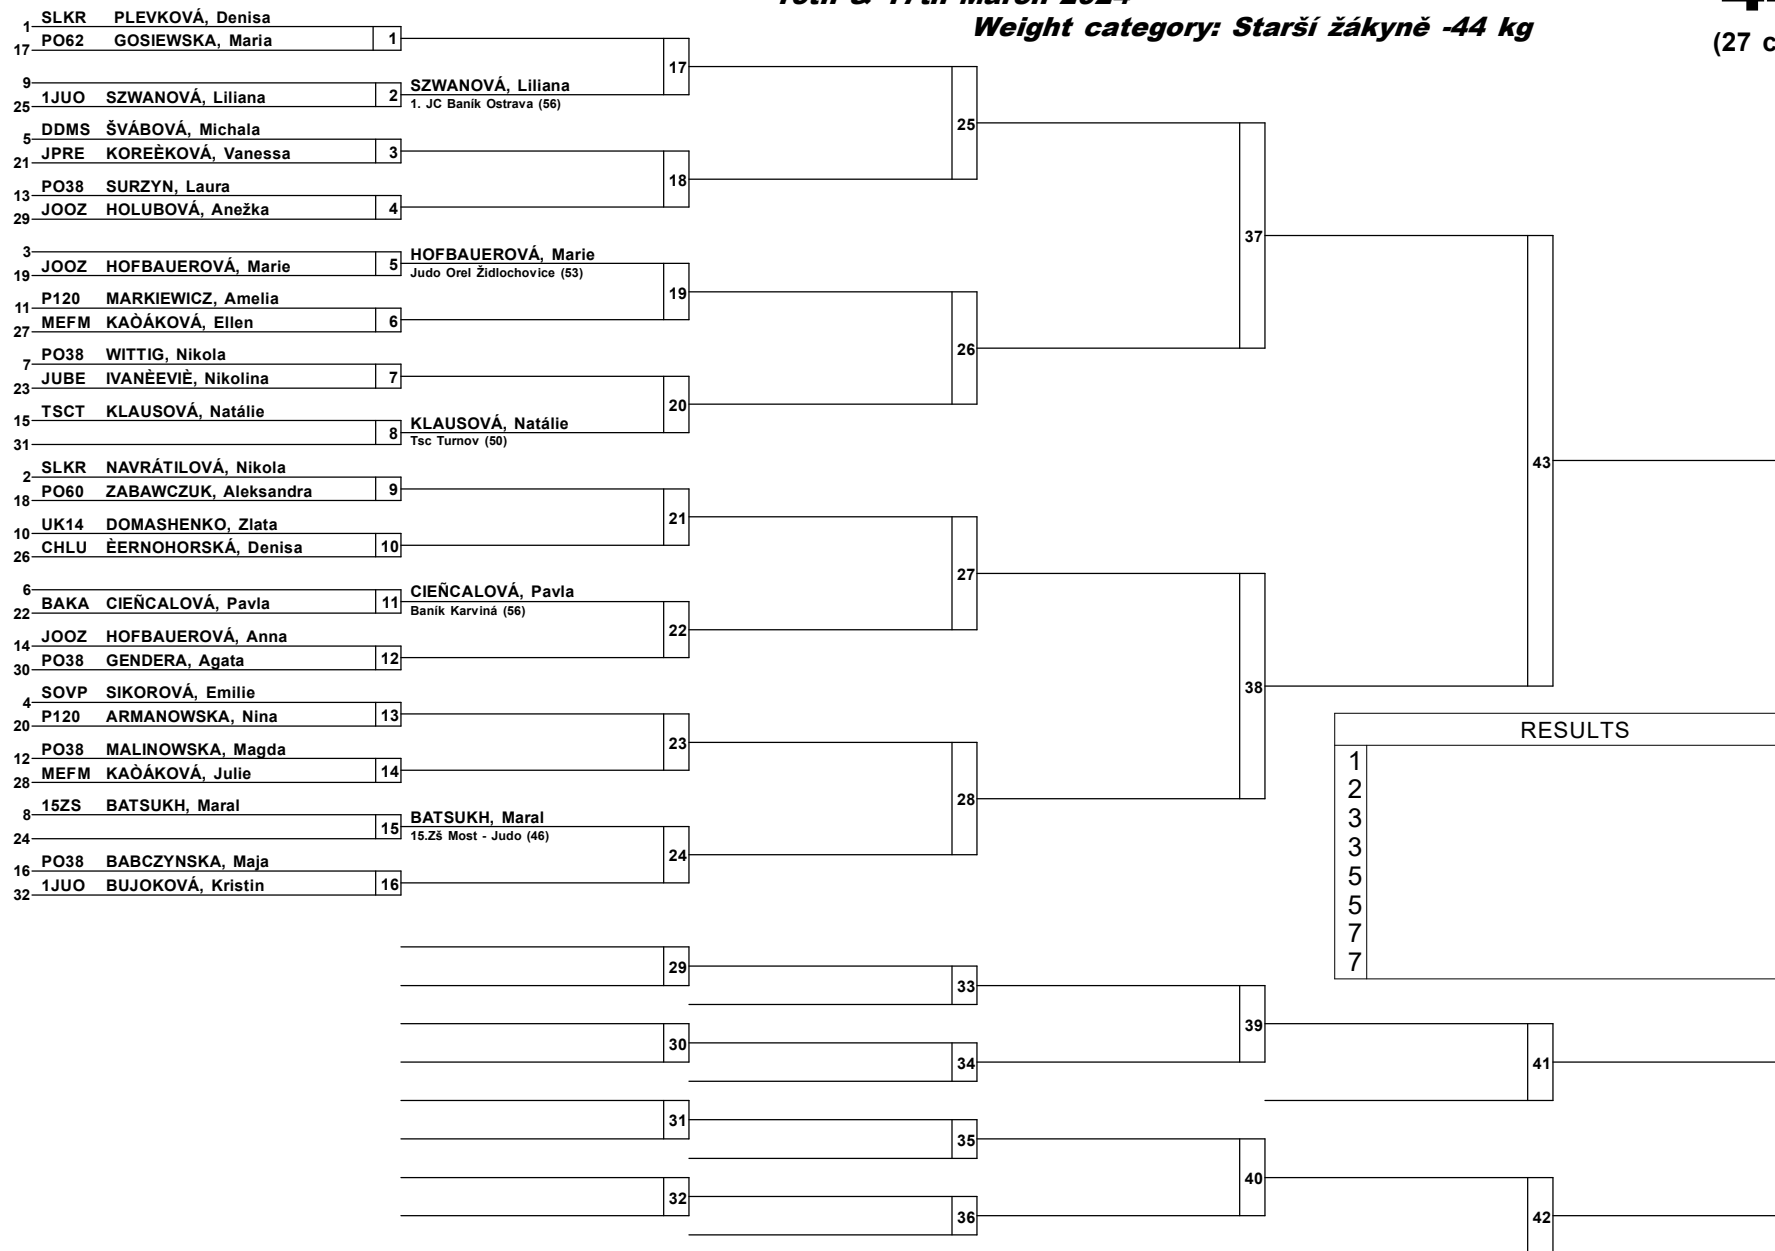 Weight category: Starší žákyně -44 kg
(27 c
1 SLKR PLEVKOVÁ, Denisa
17 PO62 GOSIEWSKA, Maria 1
17
9
25 1JUO SZWANOVÁ, Liliana 2 SZWANOVÁ, Liliana
1. JC Baník Ostrava (56)
25
5 DDMS ŠVÁBOVÁ, Michala
21 JPRE KOREÈKOVÁ, Vanessa 3
18
13 PO38 SURZYN, Laura
29 JOOZ HOLUBOVÁ, Anežka 4
37
3
19 JOOZ HOFBAUEROVÁ, Marie 5 HOFBAUEROVÁ, Marie
Judo Orel Židlochovice (53)
19
11 P120 MARKIEWICZ, Amelia
27 MEFM KAÒÁKOVÁ, Ellen 6
26
7 PO38 WITTIG, Nikola
23 JUBE IVANÈEVIÈ, Nikolina 7
20
15 TSCT KLAUSOVÁ, Natálie
31 8 KLAUSOVÁ, Natálie
Tsc Turnov (50)
43
2 SLKR NAVRÁTILOVÁ, Nikola
18 PO60 ZABAWCZUK, Aleksandra 9
21
10 UK14 DOMASHENKO, Zlata
26 CHLU ÈERNOHORSKÁ, Denisa 10
27
6
22 BAKA CIEÑCALOVÁ, Pavla 11 CIEÑCALOVÁ, Pavla
Baník Karviná (56)
22
14 JOOZ HOFBAUEROVÁ, Anna
30 PO38 GENDERA, Agata 12
38
4 SOVP SIKOROVÁ, Emilie
20 P120 ARMANOWSKA, Nina 13
23
12 PO38 MALINOWSKA, Magda
28 MEFM KAÒÁKOVÁ, Julie 14
28
8 15ZS BATSUKH, Maral
24 15 BATSUKH, Maral
15.Zš Most - Judo (46)
24
16 PO38 BABCZYNSKA, Maja
32 1JUO BUJOKOVÁ, Kristin 16
RESULTS
1
2
3
3
5
5
7
7
29
33
39
30
34
41
31
35
40
32
36
42